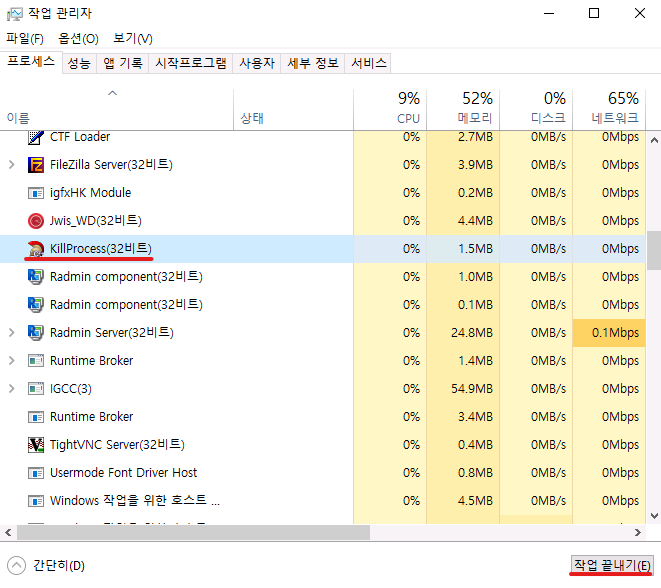 작업 관리자
파일(F) 옵션(O) 보기(V)
프로세스 성능 앱 기록 시작프로그램 사용자 세부 정보 서비스
9% 52% 0% 65%
이름 상태 CPU 메모리 디스크 네트워크
CTF Loader 0% 2.7MB 0MB/s 0Mbps
FileZilla Server(32비트) 0% 3.9MB 0MB/s 0Mbps
igfxHK Module 0% 0.2MB 0MB/s 0Mbps
Jwis_WD(32비트) 0% 4.4MB 0MB/s 0Mbps
KillProcess(32비트) 0% 1.5MB 0MB/s 0Mbps
Radmin component(32비트) 0% 1.0MB 0MB/s 0Mbps
Radmin component(32비트) 0% 0.1MB 0MB/s 0Mbps
Radmin Server(32비트) 0% 24.8MB 0MB/s 0.1Mbps
Runtime Broker 0% 1.4MB 0MB/s 0Mbps
IGCC(3) 0% 54.9MB 0MB/s 0Mbps
Runtime Broker 0% 3.4MB 0MB/s 0Mbps
TightVNC Server(32비트) 0% 0.4MB 0MB/s 0Mbps
Usermode Font Driver Host 0% 0.8MB 0MB/s 0Mbps
Windows 작업을 위한 호스트 ... 0% 4.5MB 0MB/s 0Mbps
간단히(D) 작업 끝내기(E)